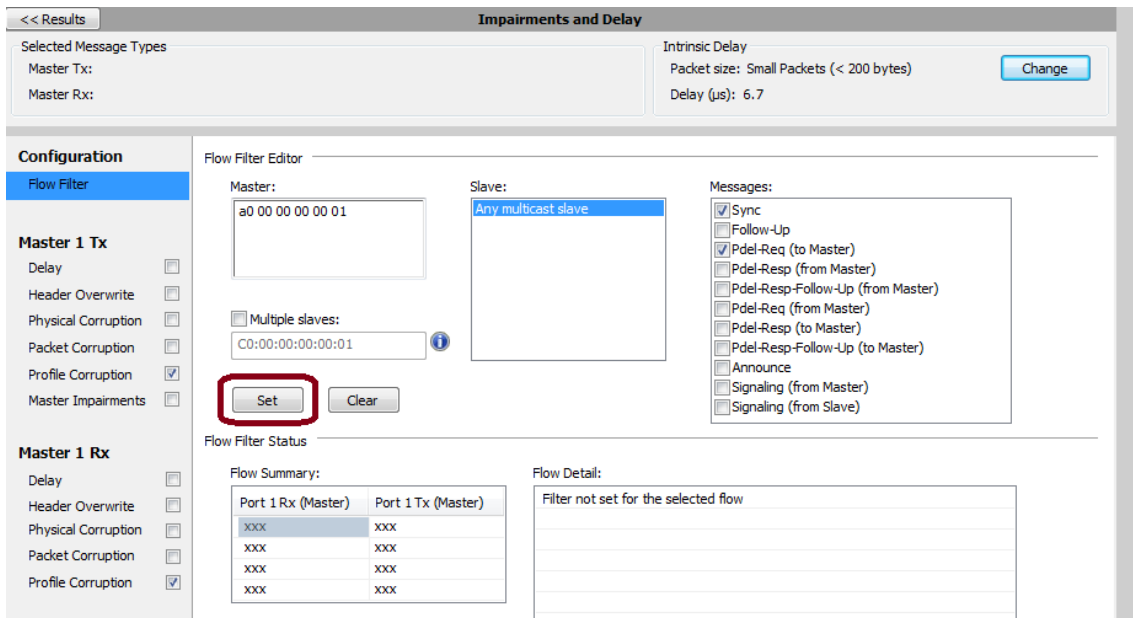 << Results
Impairments and Delay
Selected Message Types
Master Tx:
Master Rx:
Intrinsic Delay
Packet size: Small Packets (< 200 bytes)
Change
Delay (µs): 6.7
Configuration
Flow Filter
Master 1 Tx
Delay
Header Overwrite
Physical Corruption
Packet Corruption
Profile Corruption
Master Impairments
Master 1 Rx
Delay
Header Overwrite
Physical Corruption
Packet Corruption
Profile Corruption
Flow Filter Editor
Master:
a0 00 00 00 00 01
Multiple slaves:
C0:00:00:00:00:01
Set
Clear
Slave:
Any multicast slave
Messages:
Sync
Follow-Up
Pdel-Req (to Master)
Pdel-Resp (from Master)
Pdel-Resp-Follow-Up (from Master)
Pdel-Req (from Master)
Pdel-Resp (to Master)
Pdel-Resp-Follow-Up (to Master)
Announce
Signaling (from Master)
Signaling (from Slave)
Flow Filter Status
Flow Summary:
Port 1 Rx (Master) Port 1 Tx (Master)
xxx xxx
xxx xxx
xxx xxx
xxx xxx
Flow Detail:
Filter not set for the selected flow